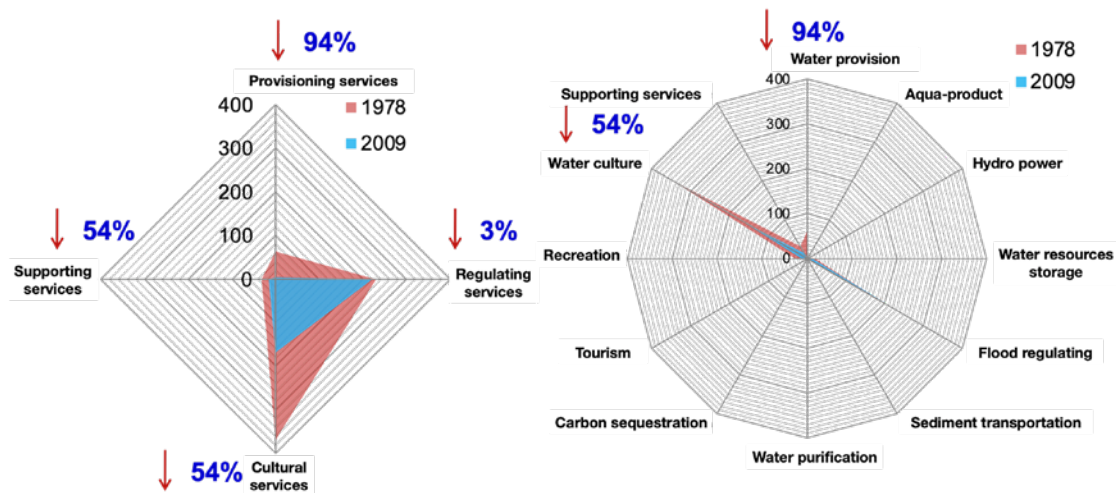 94%
Provisioning services
400
1978
300
2009
200
100
54%
3%
0
Supporting
services
Regulating
services
54%
Cultural
services
94%
Water provision
1978
2009
400
Supporting services
Aqua-product
54%
300
Water culture
Hydro power
200
100
Recreation
0
Water resources
storage
Tourism
Flood regulating
Carbon sequestration
Sediment transportation
Water purification